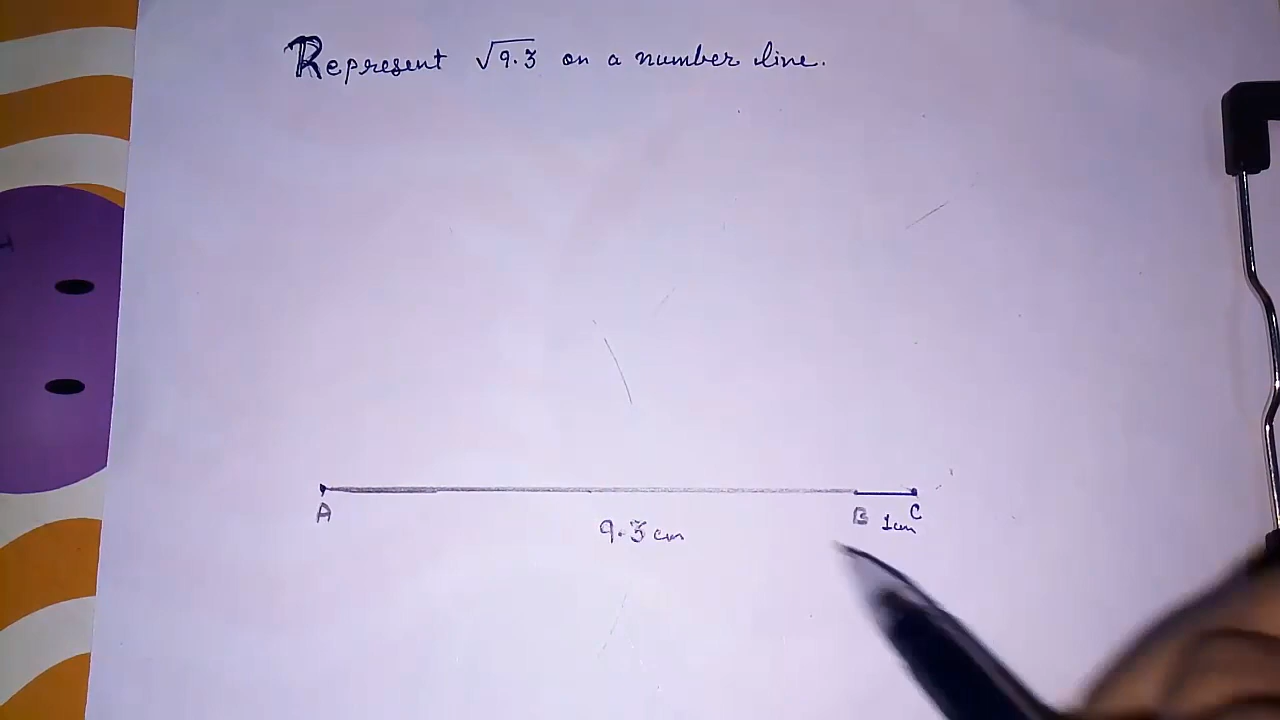 Represent √9.3 on a number line.
A B 1cm C
9.3 cm